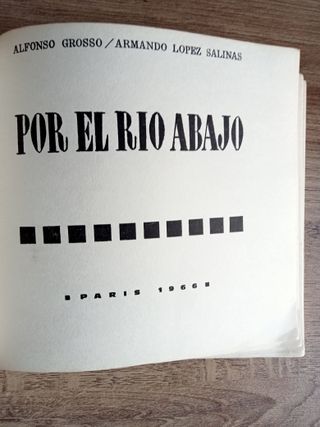 ALFONSO GROSSO/ARMANDO LOPEZ SALINAS
POR EL RIO ABAJO
PARIS 1966